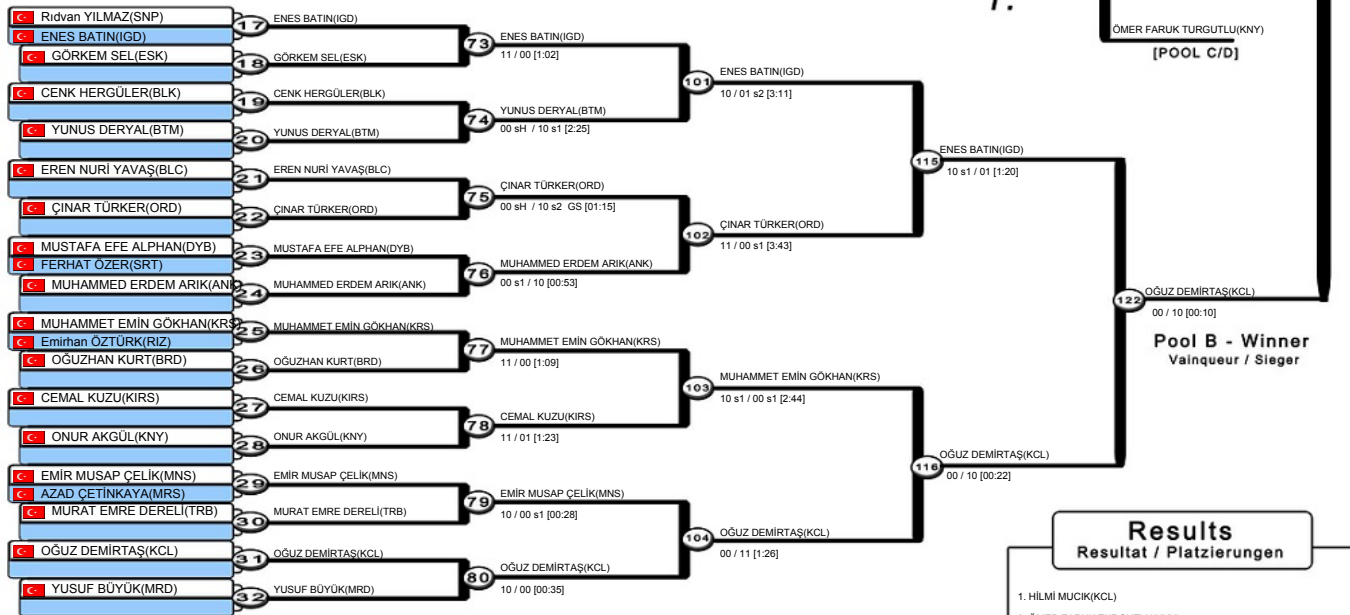 1.
ÖMER FARUK TURGUTLU(KNY)
[POOL C/D]
Rıdvan YILMAZ(SNP)
ENES BATIN(IGD)
17
ENES BATIN(IGD)
GÖRKEM SEL(ESK)
18
GÖRKEM SEL(ESK)
73
ENES BATIN(IGD)
11 / 00 [1:02]
CENK HERGÜLER(BLK)
19
CENK HERGÜLER(BLK)
YUNUS DERYAL(BTM)
20
YUNUS DERYAL(BTM)
74
YUNUS DERYAL(BTM)
00 sH / 10 s1 [2:25]
101
ENES BATIN(IGD)
10 / 01 s2 [3:11]
EREN NURİ YAVAŞ(BLC)
21
EREN NURİ YAVAŞ(BLC)
ÇINAR TÜRKER(ORD)
22
ÇINAR TÜRKER(ORD)
75
ÇINAR TÜRKER(ORD)
00 sH / 10 s2 GS [01:15]
MUSTAFA EFE ALPHAN(DYB)
FERHAT ÖZER(SRT)
23
MUSTAFA EFE ALPHAN(DYB)
MUHAMMED ERDEM ARIK(ANK
24
MUHAMMED ERDEM ARIK(ANK)
76
MUHAMMED ERDEM ARIK(ANK)
00 s1 / 10 [00:53]
102
ÇINAR TÜRKER(ORD)
11 / 00 s1 [3:43]
115
ENES BATIN(IGD)
10 s1 / 01 [1:20]
MUHAMMET EMİN GÖKHAN(KRS)
Emirhan ÖZTÜRK(RIZ)
25
MUHAMMET EMİN GÖKHAN(KRS)
OĞUZHAN KURT(BRD)
26
OĞUZHAN KURT(BRD)
77
MUHAMMET EMİN GÖKHAN(KRS)
11 / 00 [1:09]
CEMAL KUZU(KIRS)
27
CEMAL KUZU(KIRS)
ONUR AKGÜL(KNY)
28
ONUR AKGÜL(KNY)
78
CEMAL KUZU(KIRS)
11 / 01 [1:23]
103
MUHAMMET EMİN GÖKHAN(KRS)
10 s1 / 00 s1 [2:44]
EMİR MUSAP ÇELİK(MNS)
AZAD ÇETİNKAYA(MRS)
29
EMİR MUSAP ÇELİK(MNS)
MURAT EMRE DERELİ(TRB)
30
MURAT EMRE DERELİ(TRB)
79
EMİR MUSAP ÇELİK(MNS)
10 / 00 s1 [00:28]
OĞUZ DEMİRTAŞ(KCL)
31
OĞUZ DEMİRTAŞ(KCL)
YUSUF BÜYÜK(MRD)
32
YUSUF BÜYÜK(MRD)
80
OĞUZ DEMİRTAŞ(KCL)
10 / 00 [00:35]
104
OĞUZ DEMİRTAŞ(KCL)
00 / 11 [1:26]
116
OĞUZ DEMİRTAŞ(KCL)
00 / 10 [00:22]
122
OĞUZ DEMİRTAŞ(KCL)
00 / 10 [00:10]
Pool B - Winner
Vainqueur / Sieger
Results
Resultat / Platzierungen
1. HİLMİ MUCIK(KCL)